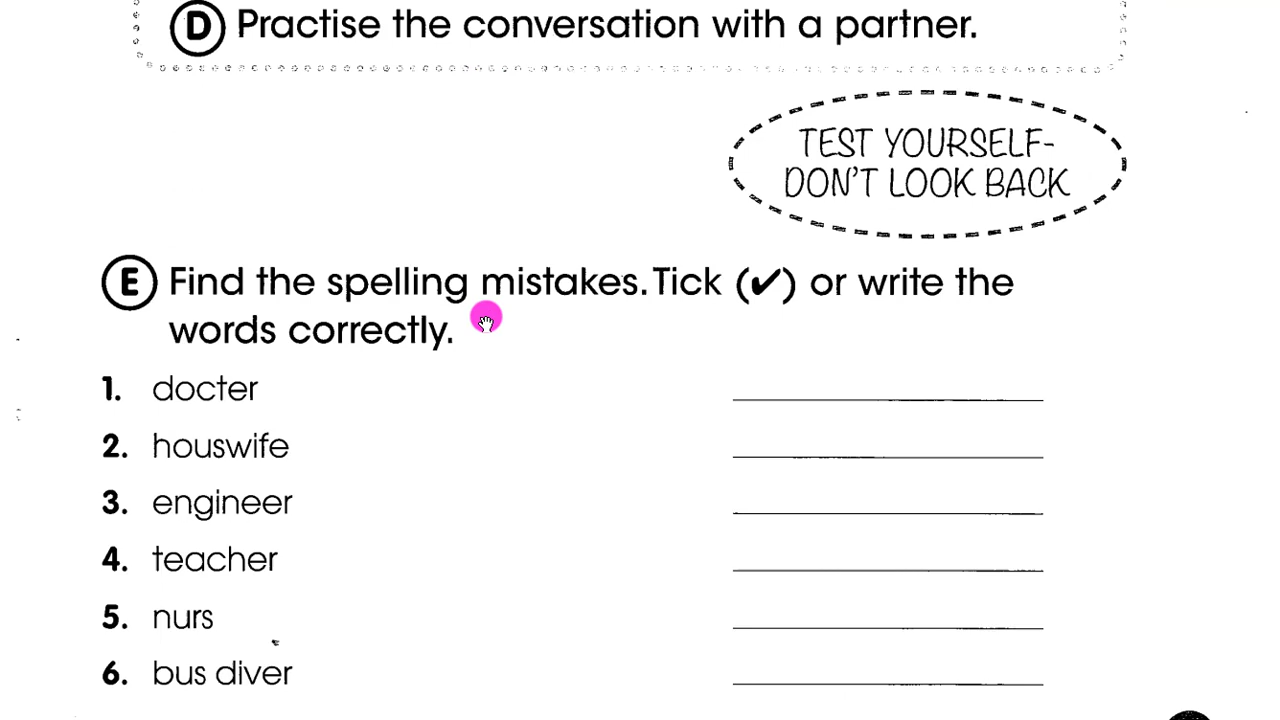 D Practise the conversation with a partner.
TEST YOURSELF-
DON'T LOOK BACK
E Find the spelling mistakes. Tick (✔) or write the
words correctly.
1. docter
2. houswife
3. engineer
4. teacher
5. nurs
6. bus diver